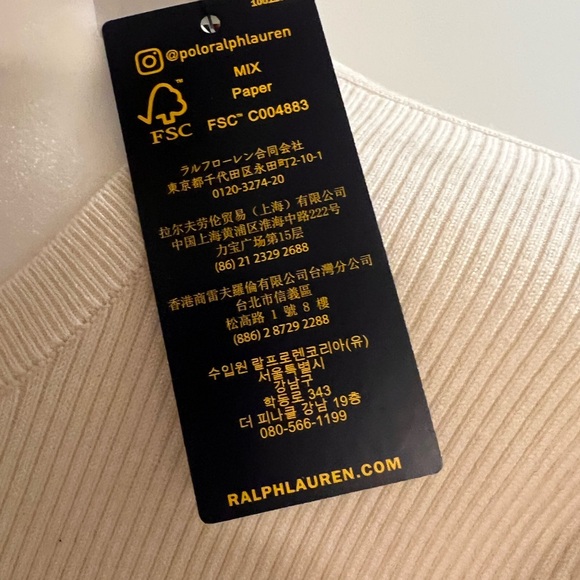 @poloralphlauren
FSC™
MIX
Paper
FSC™ C004883
ラルフローレン合同会社
東京都千代田区永田町2-10-1
0120-3274-20
拉尔夫劳伦贸易（上海）有限公司
中国上海黄浦区淮海中路222号
力宝广场第15层
(86) 21 2329 2688
香港商雷夫羅倫有限公司台灣分公司
台北市信義區
松高路 1 號 8 樓
(886) 2 8729 2288
수입원 랄프로렌코리아(유)
서울특별시
강남구
학동로 343
더 피나클 강남 19층
080-566-1199
RALPHLAUREN.COM